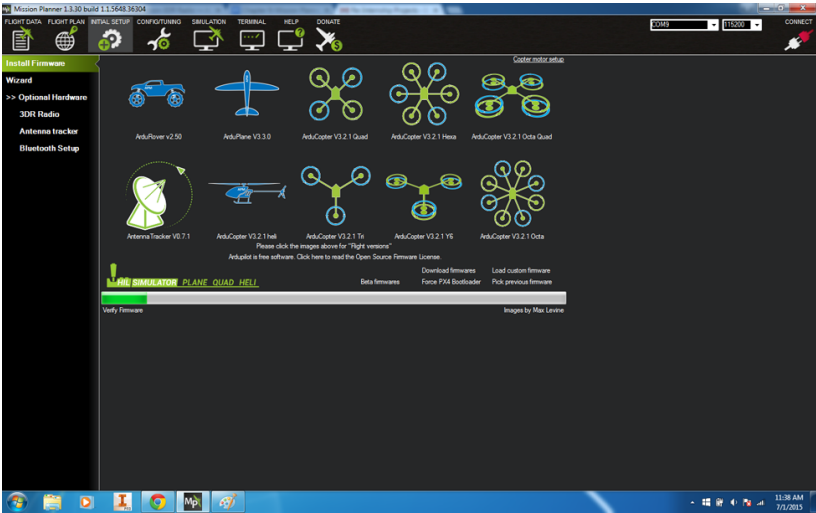 Mission Planner 1.3.30 build 1.1.5648.36304
FLIGHT DATA FLIGHT PLAN INITIAL SETUP CONFIG/TUNING SIMULATION TERMINAL HELP DONATE
COM9 115200 CONNECT
Install Firmware
Wizard
>> Optional Hardware
3DR Radio
Antenna tracker
Bluetooth Setup
Copter motor setup
ArduRover v2.50 ArduPlane V3.3.0 ArduCopter V3.2.1 Quad ArduCopter V3.2.1 Hexa ArduCopter V3.2.1 Octa Quad
AntennaTracker V0.7.1 ArduCopter V3.2.1 heli ArduCopter V3.2.1 Tri ArduCopter V3.2.1 Y6 ArduCopter V3.2.1 Octa
Please click the images above for "Flight versions"
Ardupilot is free software. Click here to read the Open Source Firmware License.
Download firmwares Load custom firmware
HIL SIMULATOR PLANE QUAD HELI Beta firmwares Force PX4 Bootloader Pick previous firmware
Verify Firmware Images by Max Levine
Mp
11:38 AM
7/1/2015